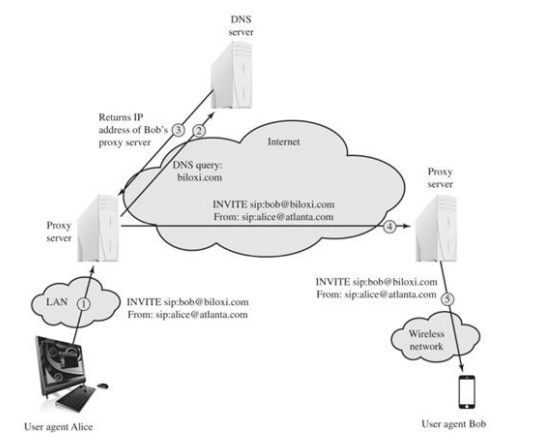 DNS
server
Returns IP
address of Bob's
proxy server
3
2
Internet
DNS query:
biloxi.com
Proxy
server
INVITE sip:bob@biloxi.com
From: sip:alice@atlanta.com
4
Proxy
server
LAN
1
INVITE sip:bob@biloxi.com
From: sip:alice@atlanta.com
INVITE sip:bob@biloxi.com
From: sip:alice@atlanta.com
5
Wireless
network
User agent Alice
User agent Bob